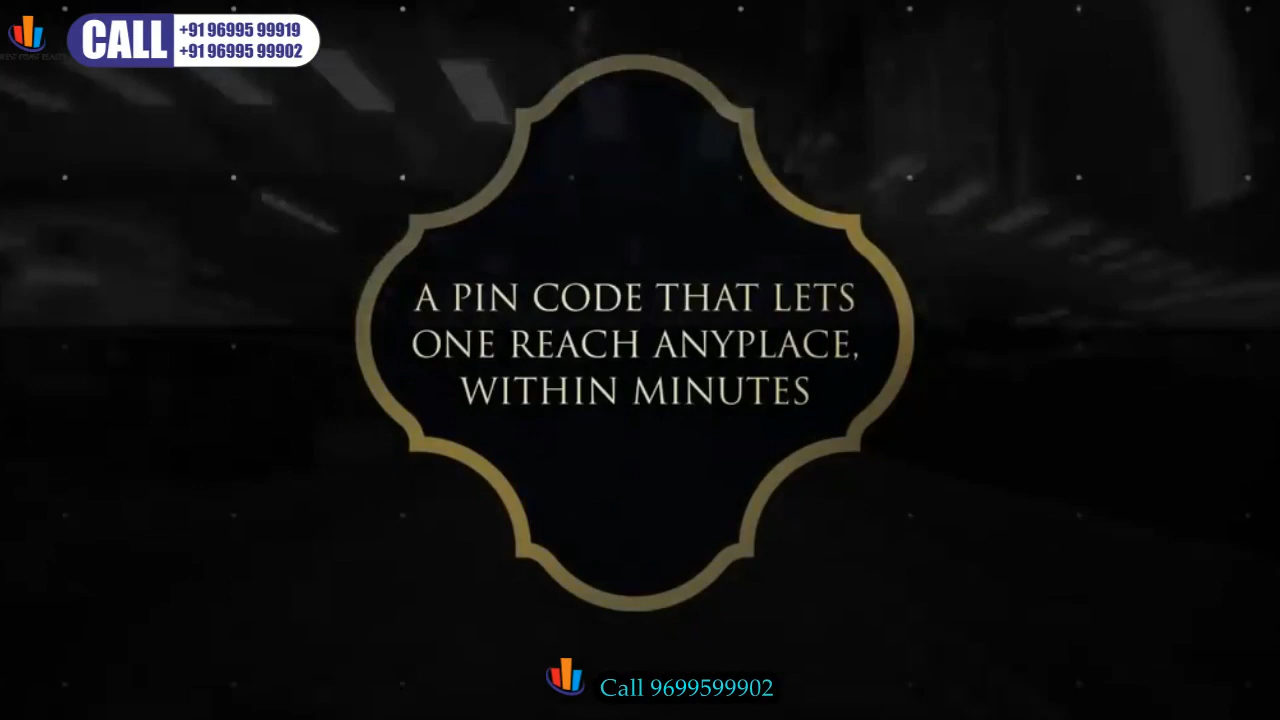 CALL
+91 96995 99919
+91 96995 99902
A PIN CODE THAT LETS
ONE REACH ANYPLACE,
WITHIN MINUTES
Call 9699599902